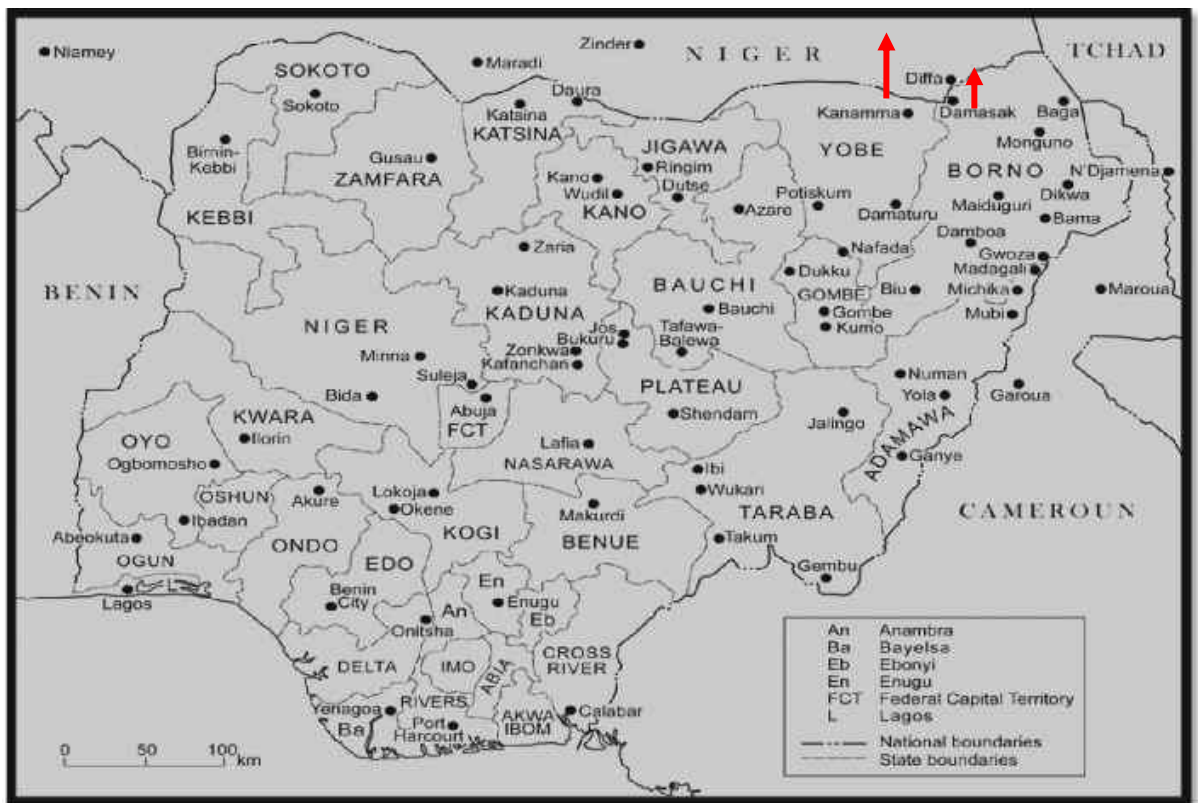 Niamey
Zinder
NIGER
TCHAD
Maradi
SOKOTO
Sokoto
Diffa
Daura
Katsina
KATSINA
Kanamma
Damasak
Baga
Monguno
Birnin-
Kebbi
Gusau
ZAMFARA
JIGAWA
Ringim
YOBE
BORNO
N'Djamena
Kano
Wudil
KANO
Dutse
Azare
Potiskum
Damaturu
Maiduguri
Dikwa
Bama
KEBBI
Zaria
Nafada
Damboa
Gwoza
Madagali
BENIN
Kaduna
KADUNA
BAUCHI
Bauchi
Dukku
GOMBE
Gombe
Kumo
Biu
Michika
Mubi
Maroua
NIGER
Minna
Jos
Bukuru
Zonkwa
Kafanchan
Tafawa-
Balewa
Suleja
Bida
Abuja
FCT
PLATEAU
Shendam
Numan
Yola
Garoua
KWARA
Ilorin
OYO
Ogbomosho
Lafia
NASARAWA
Jalingo
ADAMAWA
Ganye
Ibi
Wukari
OSHUN
Akure
Lokoja
Okene
Ibadan
KOGI
Makurdi
BENUE
TARABA
CAMEROUN
Abeokuta
OGUN
ONDO
EDO
Takum
Gembu
L
Lagos
Benin
City
An
En
Enugu
Eb
Onitsha
DELTA
IMO
ABIA
CROSS
RIVER
Yenagoa
Ba
RIVERS
Port
Harcourt
AKWA
IBOM
Calabar
An Anambra
Ba Bayelsa
Eb Ebonyi
En Enugu
FCT Federal Capital Territory
L Lagos
National boundaries
State boundaries
0 50 100
km